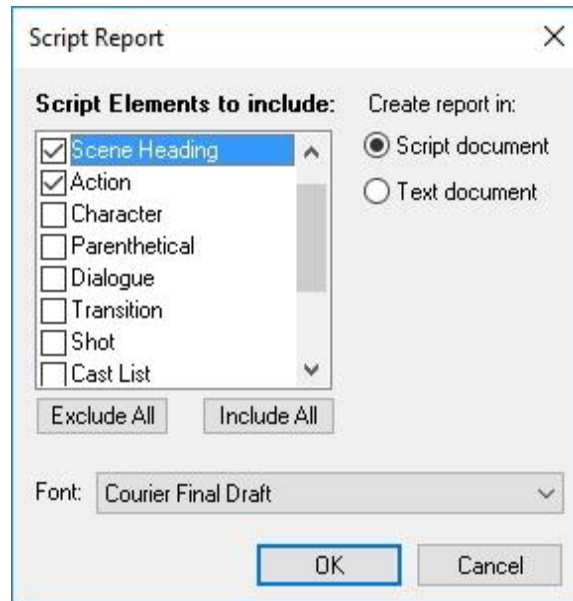 Script Report
Script Elements to include:
Scene Heading
Action
Character
Parenthetical
Dialogue
Transition
Shot
Cast List
Exclude All
Include All
Create report in:
Script document
Text document
Font: Courier Final Draft
OK
Cancel